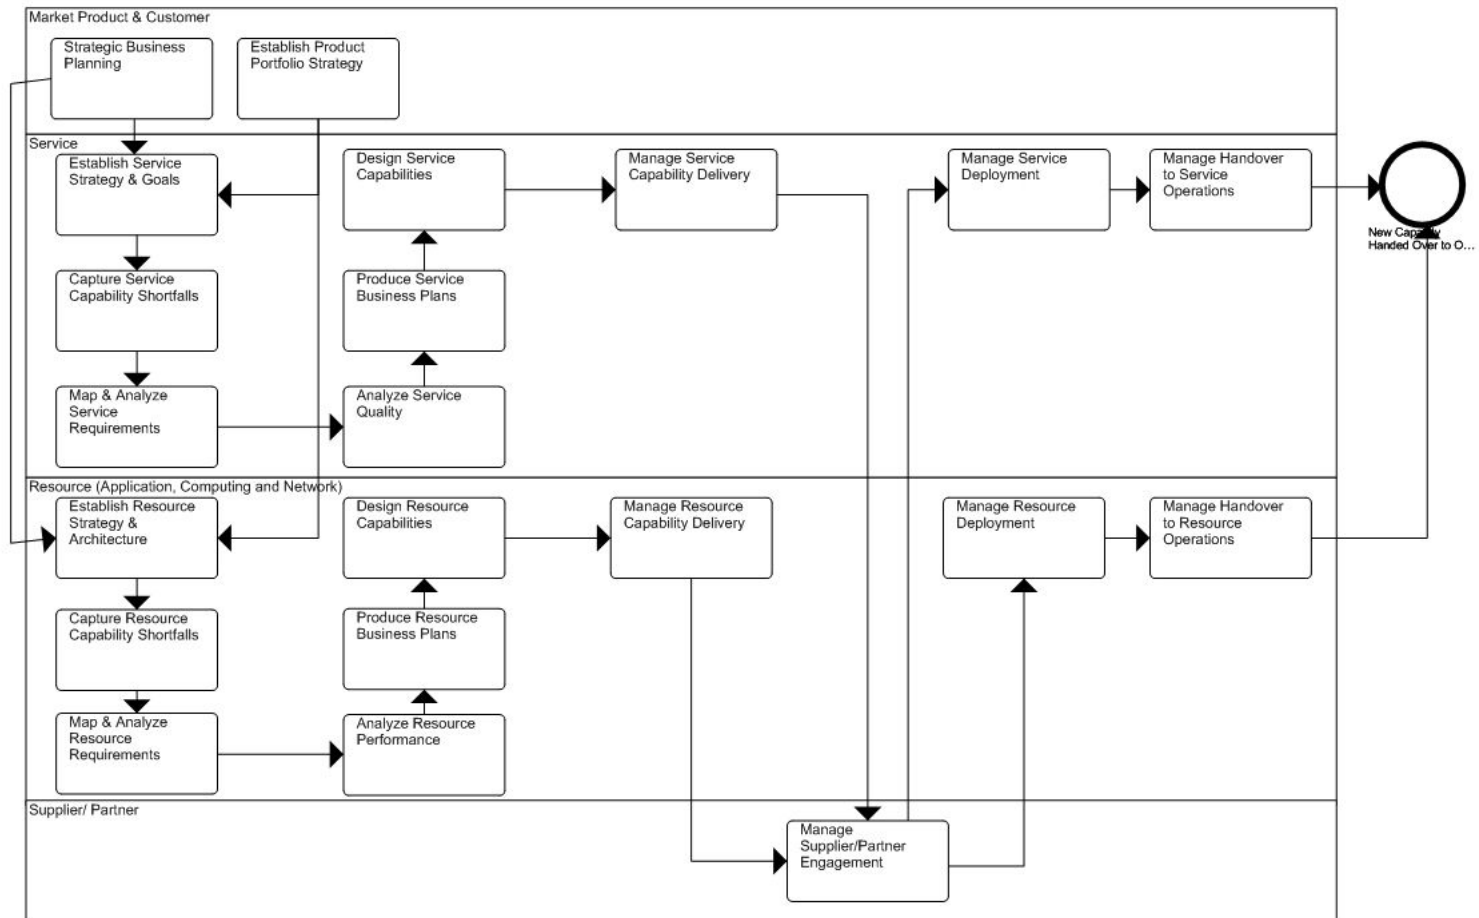 Market Product & Customer
Strategic Business
Planning
Establish Product
Portfolio Strategy
Service
Establish Service
Strategy & Goals
Design Service
Capabilities
Manage Service
Capability Delivery
Manage Service
Deployment
Manage Handover
to Service
Operations
New Capability
Handed Over to O...
Capture Service
Capability Shortfalls
Produce Service
Business Plans
Map & Analyze
Service
Requirements
Analyze Service
Quality
Resource (Application, Computing and Network)
Establish Resource
Strategy &
Architecture
Design Resource
Capabilities
Manage Resource
Capability Delivery
Manage Resource
Deployment
Manage Handover
to Resource
Operations
Capture Resource
Capability Shortfalls
Produce Resource
Business Plans
Map & Analyze
Resource
Requirements
Analyze Resource
Performance
Supplier/ Partner
Manage
Supplier/Partner
Engagement